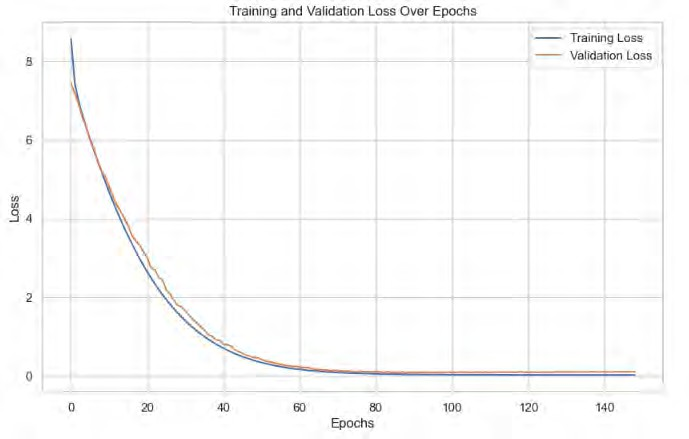 Training and Validation Loss Over Epochs
Training Loss
Validation Loss
8
6
4
2
0
Loss
0 20 40 60 80 100 120 140
Epochs